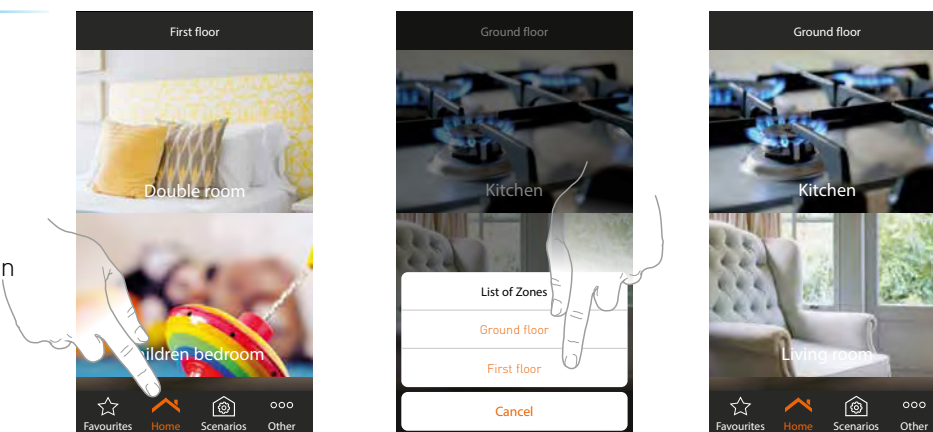 n
First floor
Double room
ildren bedroom
Favourites Home Scenarios Other
Ground floor
Kitchen
List of Zones
Ground floor
First floor
Cancel
Ground floor
Kitchen
Living room
Favourites Home Scenarios Other